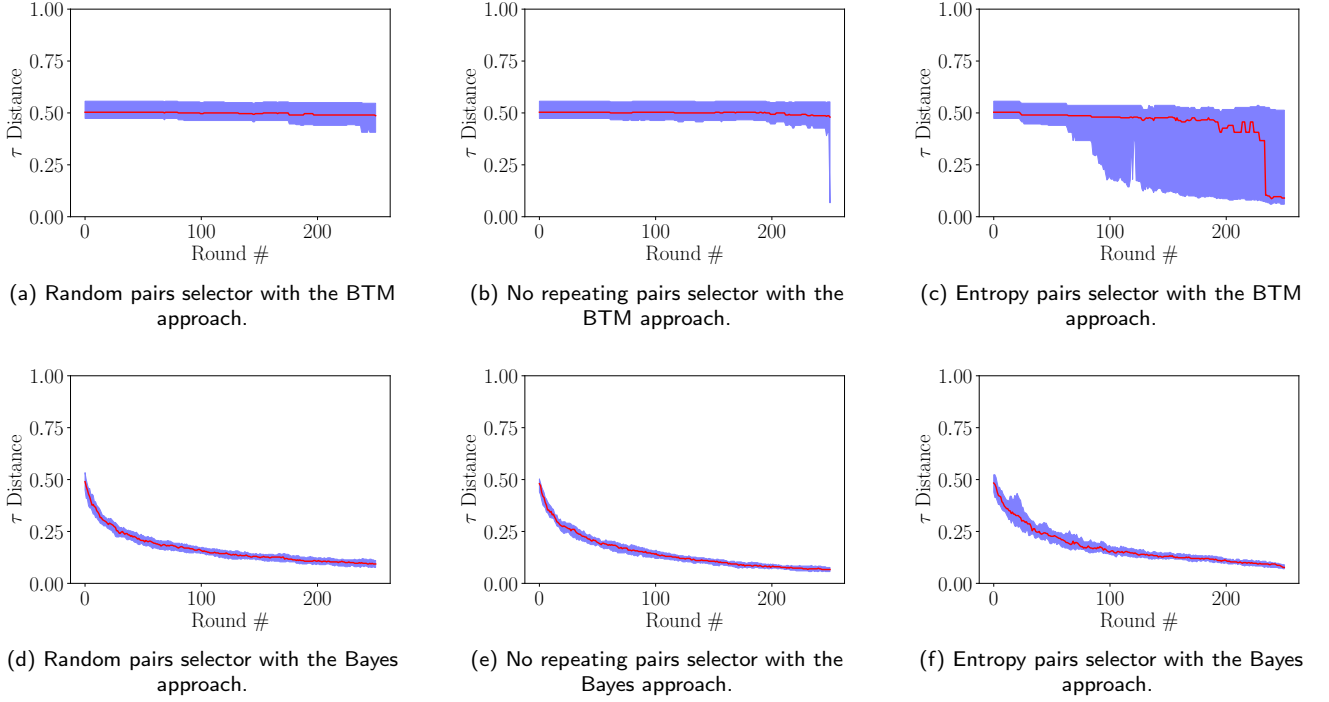 1.00
0.75
0.50
0.25
0.00
τ Distance
0
100
200
Round #
(a) Random pairs selector with the BTM
approach.
1.00
0.75
0.50
0.25
0.00
τ Distance
0
100
200
Round #
(b) No repeating pairs selector with the
BTM approach.
1.00
0.75
0.50
0.25
0.00
τ Distance
0
100
200
Round #
(c) Entropy pairs selector with the BTM
approach.
1.00
0.75
0.50
0.25
0.00
τ Distance
0
100
200
Round #
(d) Random pairs selector with the Bayes
approach.
1.00
0.75
0.50
0.25
0.00
τ Distance
0
100
200
Round #
(e) No repeating pairs selector with the
Bayes approach.
1.00
0.75
0.50
0.25
0.00
τ Distance
0
100
200
Round #
(f) Entropy pairs selector with the Bayes
approach.